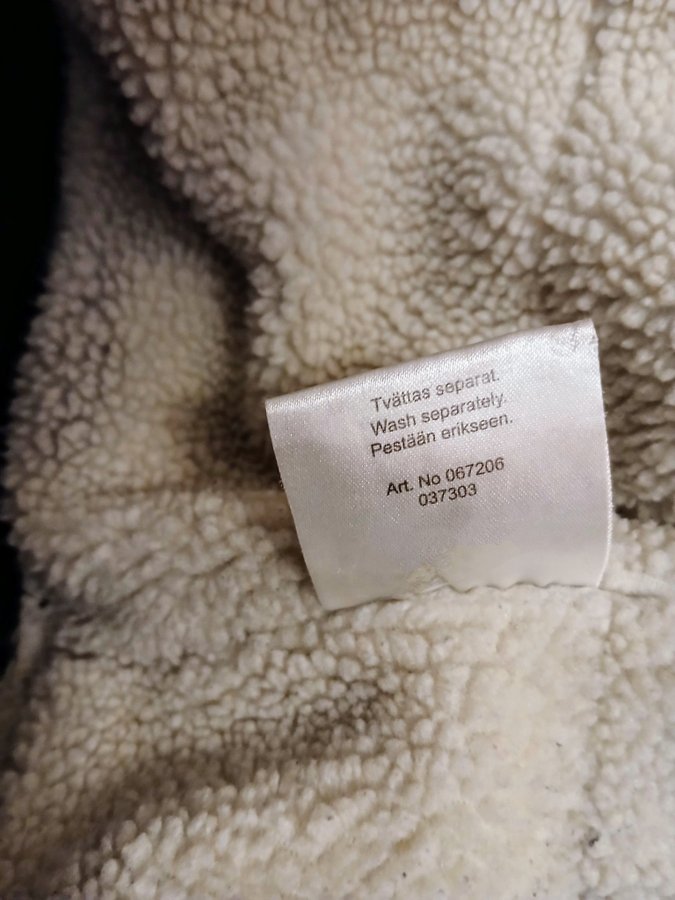 Tvättas separat.
Wash separately.
Pestään erikseen.
Art. No 067206
037303